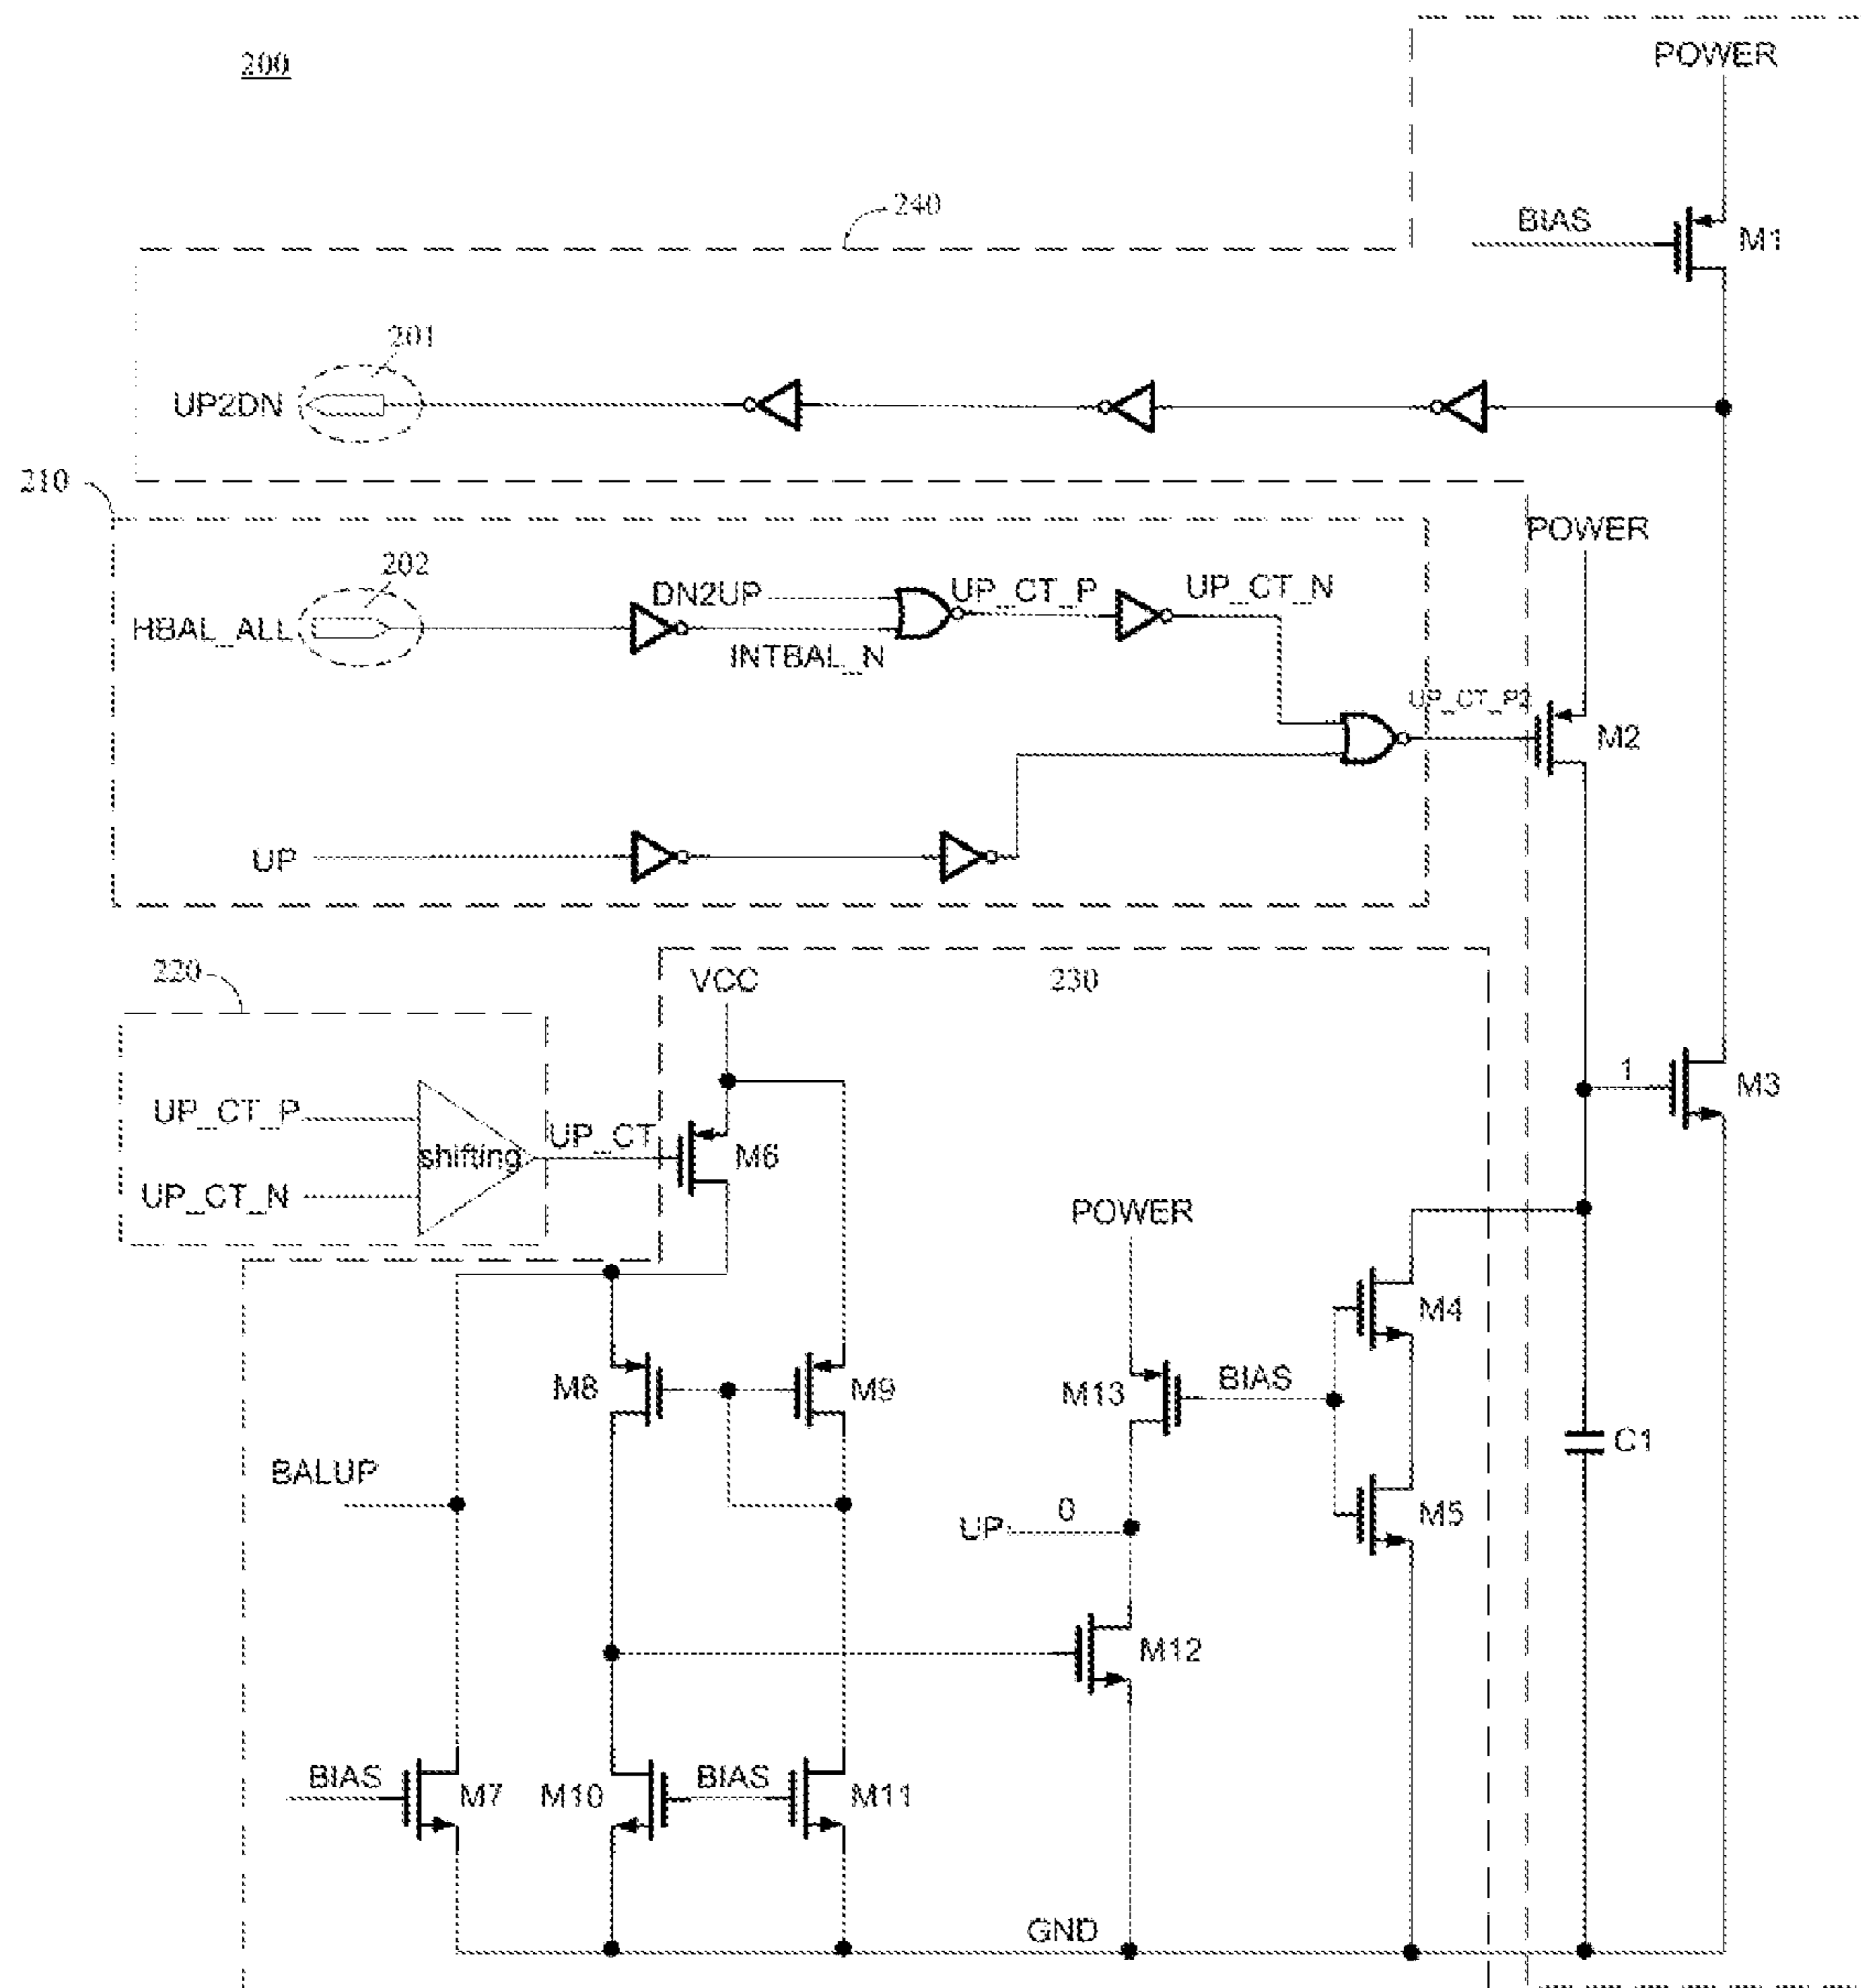 200
POWER
BIAS
M1
240
201
UP2DN
210
POWER
202
HBAL_ALL
DN2UP
UP_CT_P
UP_CT_N
INTBAL_N
UP_CT_P2
M2
UP
220
VCC
230
UP_CT_P
UP_CT_N
shifting
UP_CT
M6
1
M3
POWER
M4
M8
M9
M13
BIAS
C1
BALUP
UP
0
M5
M12
BIAS
M7
M10
BIAS
M11
GND